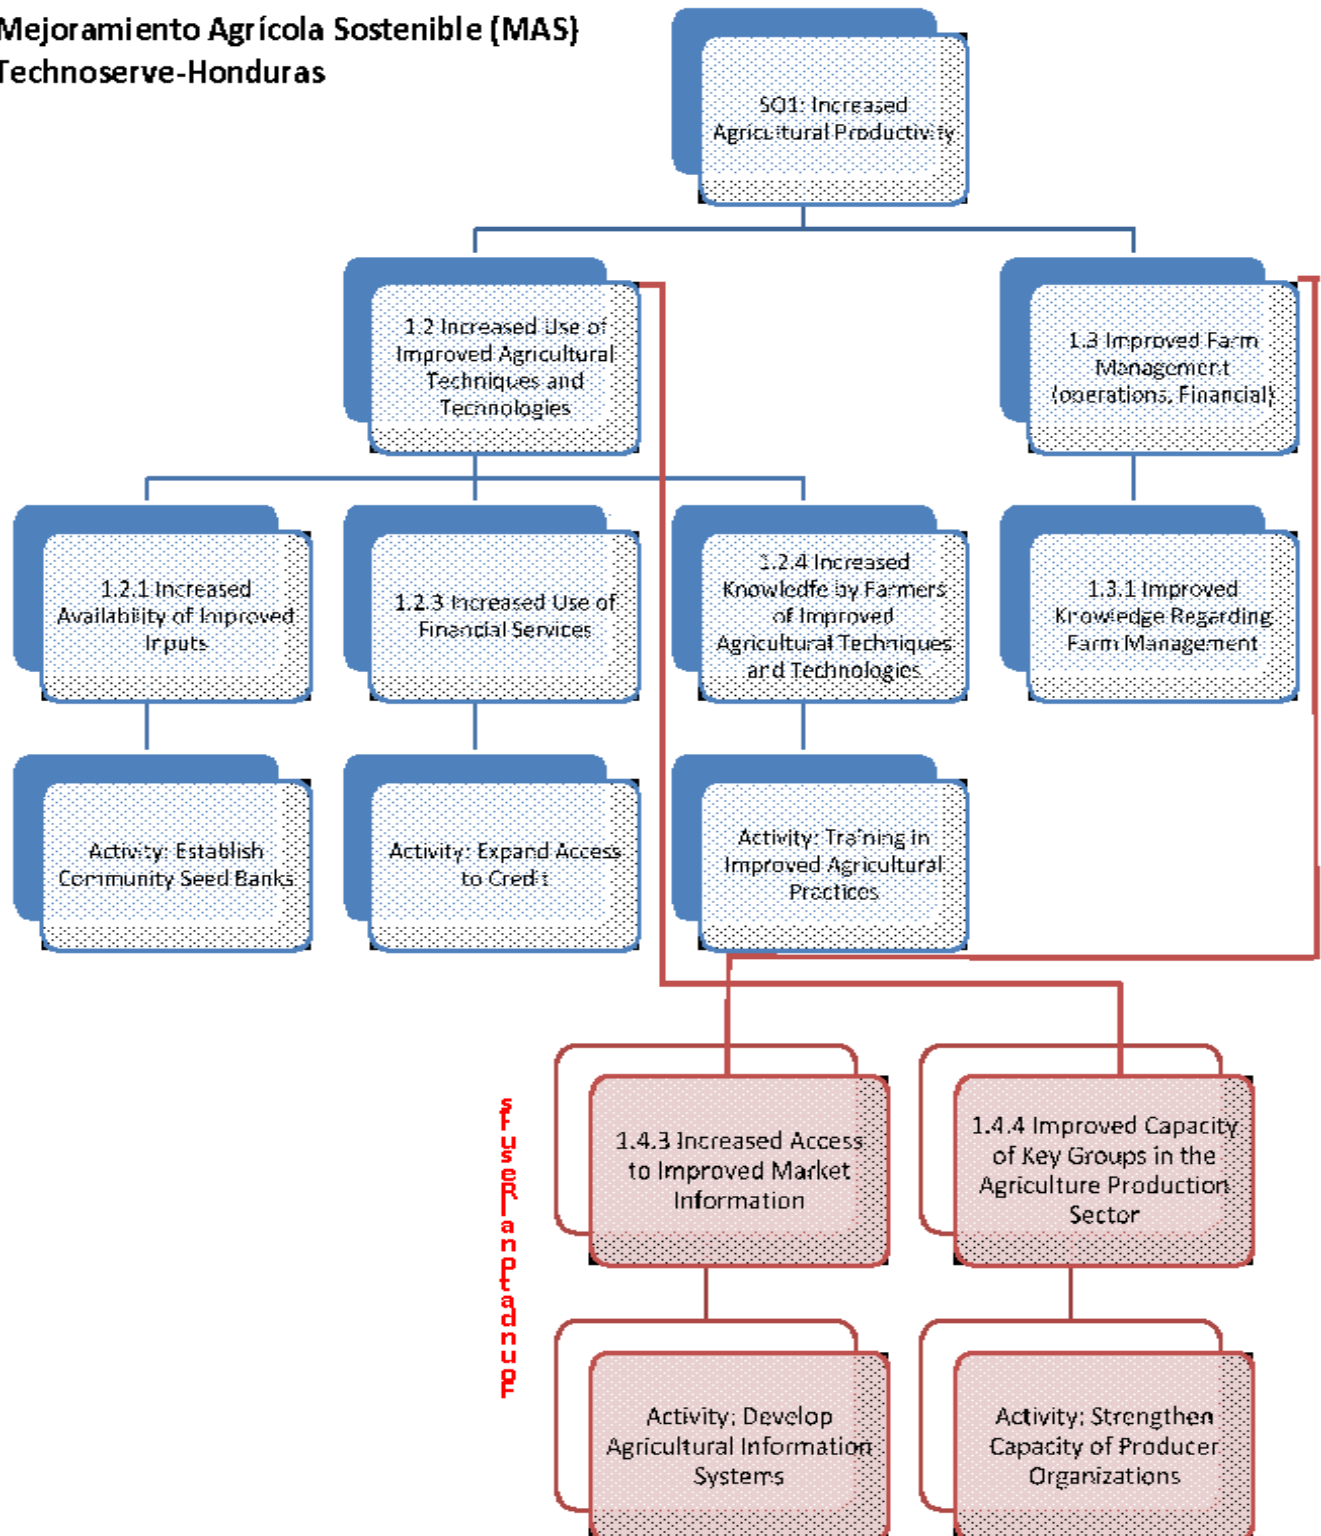 Mejoramiento Agrícola Sostenible (MAS)
Technoserve-Honduras
SO1: Increased
Agricultural Productivity
1.2 Increased Use of
Improved Agricultural
Techniques and
Technologies
1.3 Improved Farm
Management
(operations, Financial)
1.2.1 Increased
Availability of Improved
Inputs
1.2.3 Increased Use of
Financial Services
1.2.4 Increased
Knowledfe by Farmers
of Improved
Agricultural Techniques
and Technologies
1.3.1 Improved
Knowledge Regarding
Farm Management
Activity: Establish
Community Seed Banks
Activity: Expand Access
to Credit
Activity: Training in
Improved Agricultural
Practices
Foundational Results
1.4.3 Increased Access
to Improved Market
Information
1.4.4 Improved Capacity
of Key Groups in the
Agriculture Production
Sector
Activity: Develop
Agricultural Information
Systems
Activity: Strengthen
Capacity of Producer
Organizations